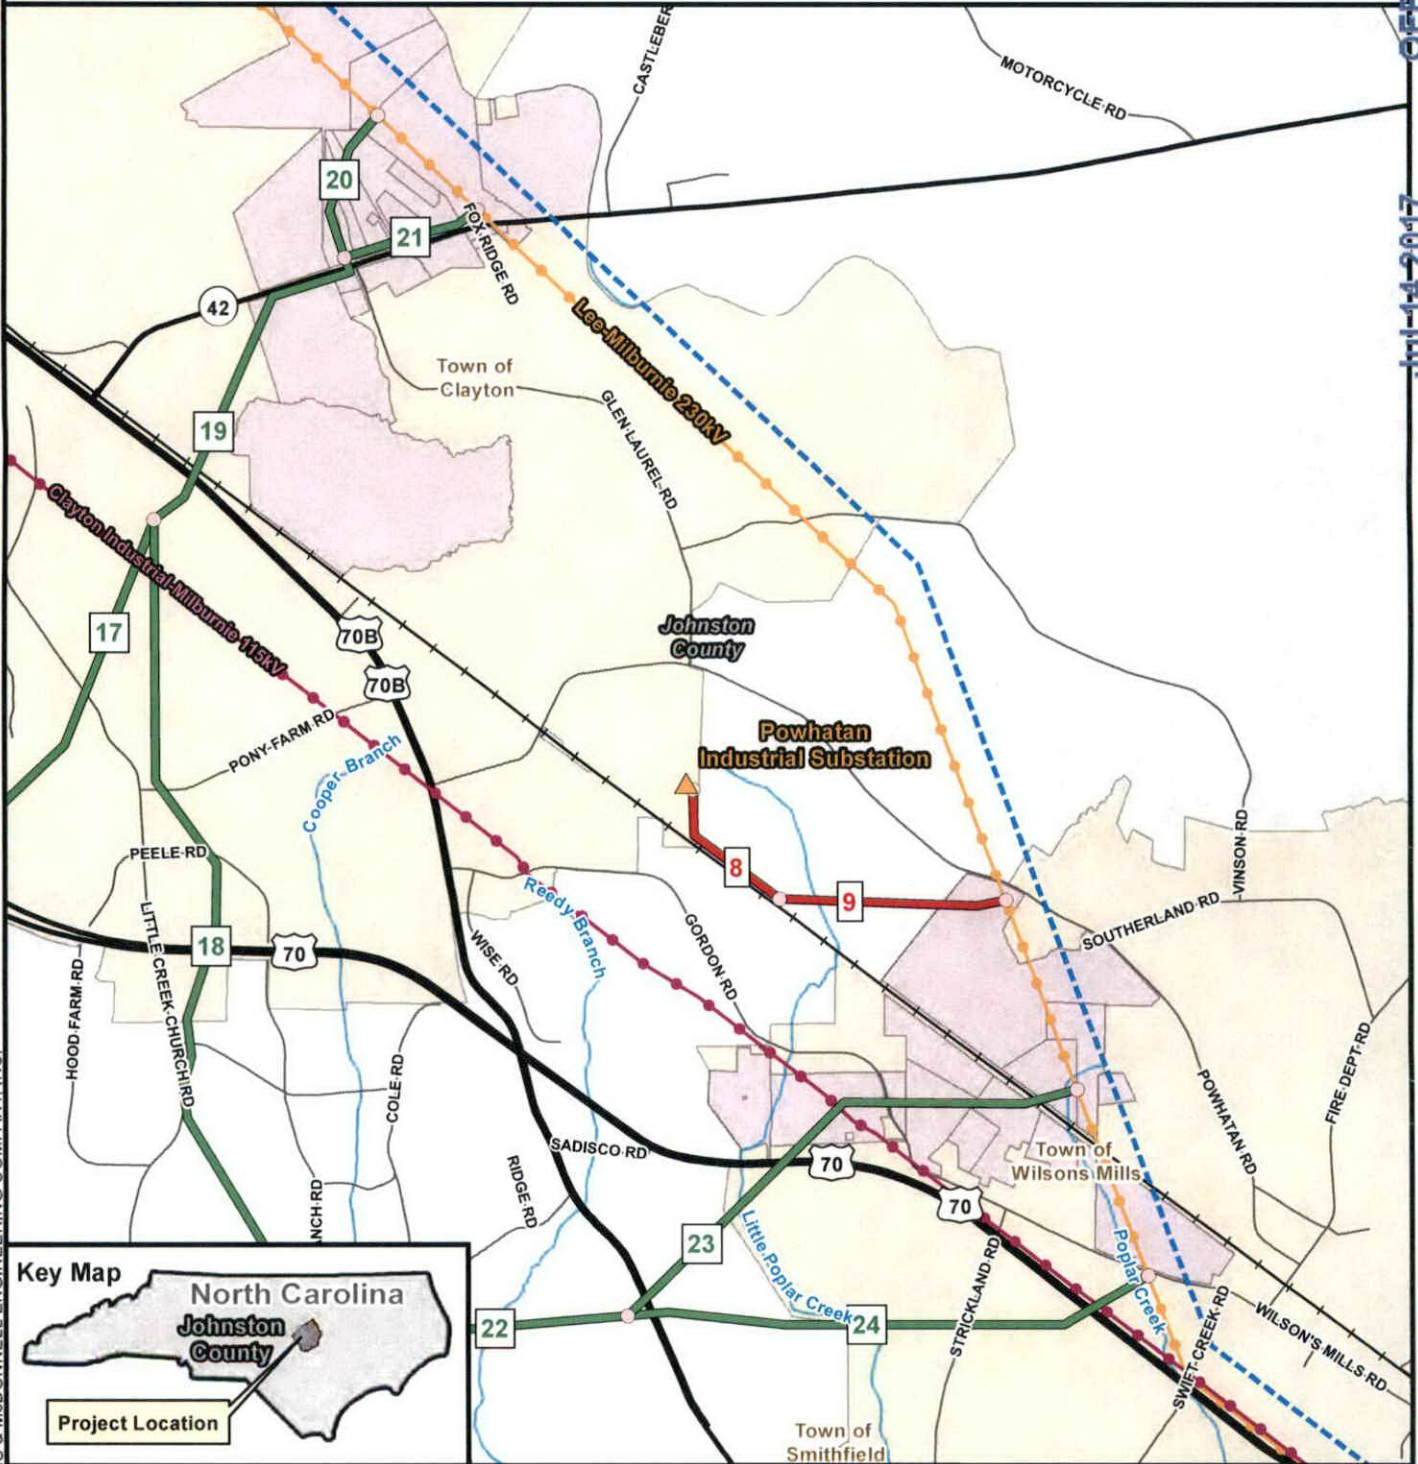 CASTLEBER
MOTORCYCLE RD
Jul 14 2017
20
21
FOX RIDGE RD
42
Lee-Milburnie 230kV
Town of
Clayton
GLEN LAUREL RD
19
Clayton Industrial-Milburnie 115kV
17
70B
70B
Johnston
County
PONY FARM RD
Cooper Branch
Powhatan
Industrial Substation
PEELE RD
8
9
VINSON RD
SOUTHERLAND RD
Reedy Branch
GORDON RD
LITTLE CREEK CHURCH RD
18
70
WISE RD
HOOD FARM RD
COLE RD
FIRE DEPT RD
POWHATAN RD
SADISCO RD
70
Town of
Wilsons Mills
RIDGE RD
ANCH RD
70
23
Little Poplar Creek
Poplar Creek
STRICKLAND RD
22
24
SWIFT CREEK RD
WILSON'S MILLS RD
Town of
Smithfield
Key Map
North Carolina
Johnston
County
Project Location